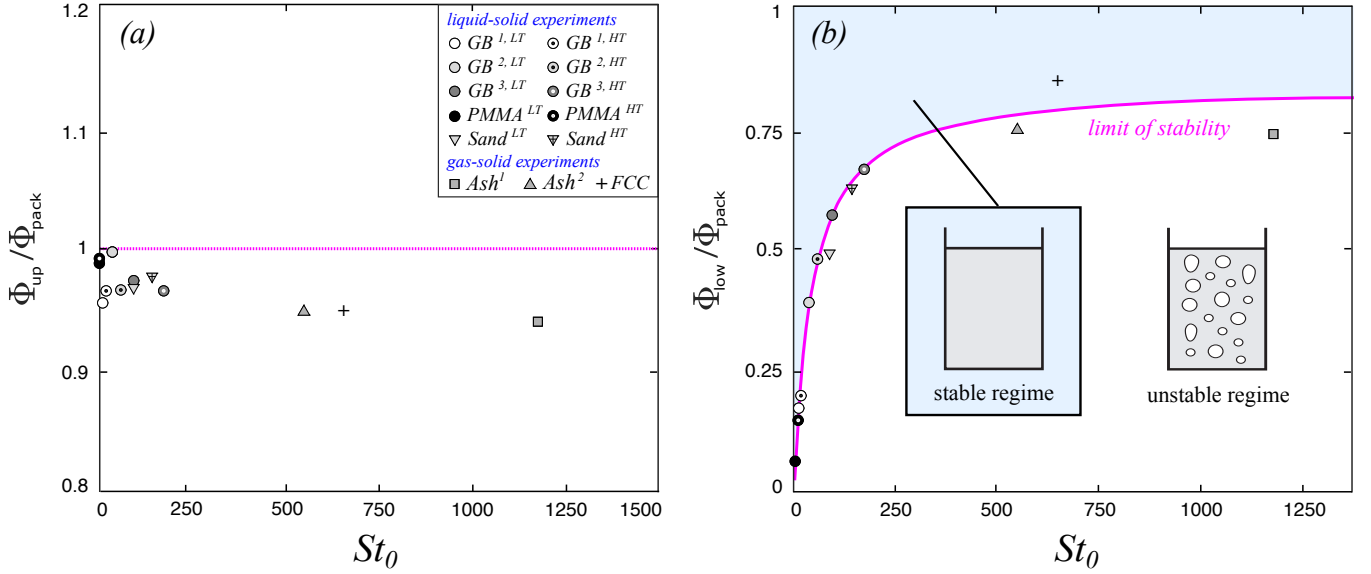 (a)
liquid-solid experiments
GB 1, LT GB 1, HT
GB 2, LT GB 2, HT
GB 3, LT GB 3, HT
PMMA LT PMMA HT
Sand LT Sand HT
gas-solid experiments
Ash1 Ash2 +FCC
1.2
1.1
1
0.9
0.8
Φup /Φpack
0 250 500 750 1000 1250 1500
St0
(b)
limit of stability
stable regime
unstable regime
1
0.75
0.5
0.25
0
Φlow /Φpack
0 250 500 750 1000 1250
St0